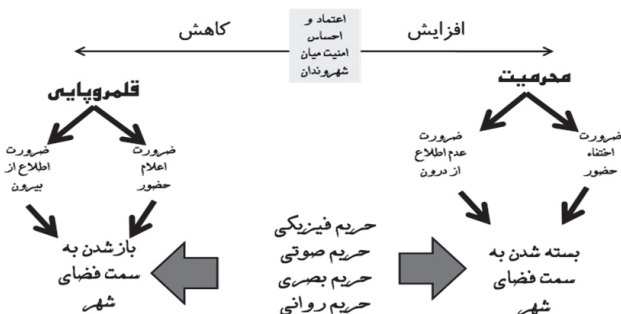 اعتماد و
احساس
امنیت میان
شهروندان
افزایش
کاهش
محرمیت
ضرورت
اختفاء
حضور
ضرورت
عدم اطلاع
از درون
بسته شدن به
سمت فضای
شهر
حریم فیزیکی
حریم صوتی
حریم بصری
حریم روانی
قلمروپایی
ضرورت
اعلام
حضور
ضرورت
اطلاع از
بیرون
بازشدن به
سمت فضای
شهر